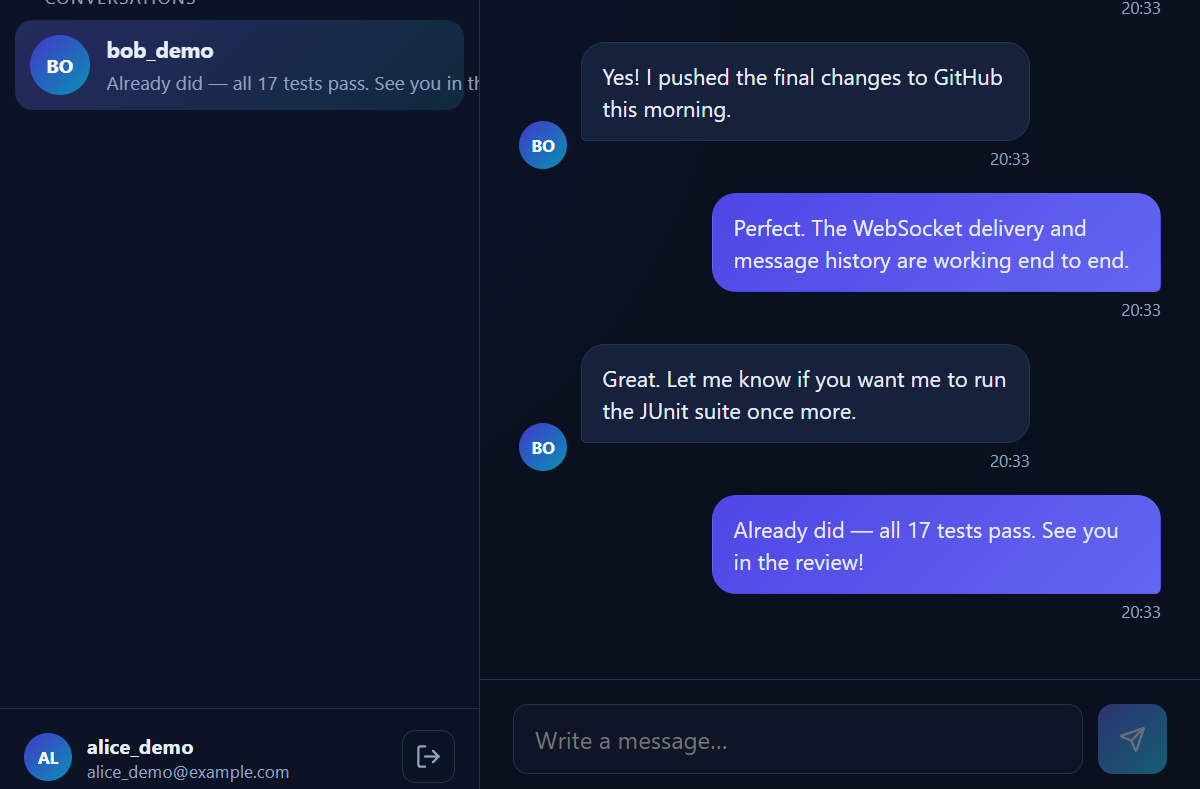 CONVERSATIONS
BO
bob_demo
Already did — all 17 tests pass. See you in th
AL
alice_demo
alice_demo@example.com
20:33
Yes! I pushed the final changes to GitHub
this morning.
BO
20:33
Perfect. The WebSocket delivery and
message history are working end to end.
20:33
Great. Let me know if you want me to run
the JUnit suite once more.
BO
20:33
Already did — all 17 tests pass. See you
in the review!
20:33
Write a message...